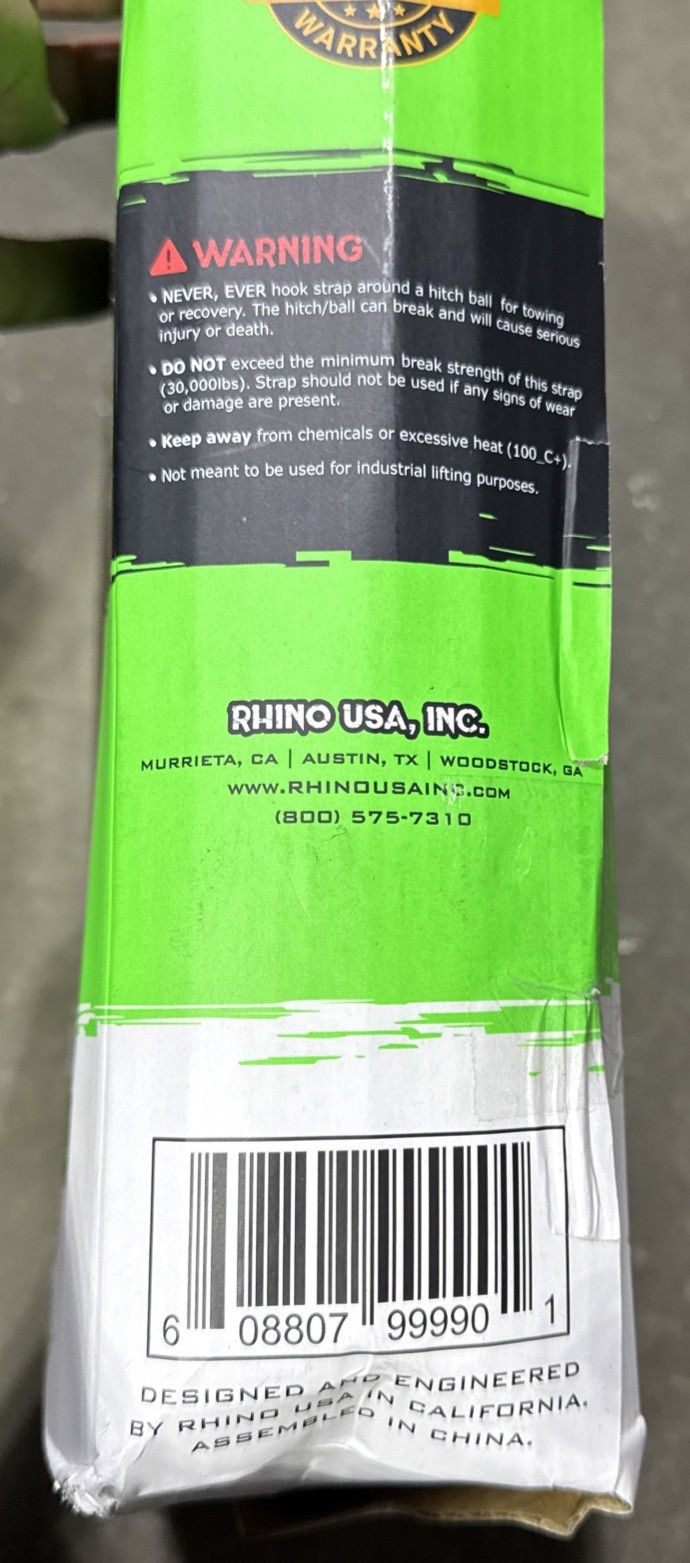 WARRANTY
WARNING
• NEVER, EVER hook strap around a hitch ball for towing
or recovery. The hitch/ball can break and will cause serious
injury or death.
• DO NOT exceed the minimum break strength of this strap
(30,000lbs). Strap should not be used if any signs of wear
or damage are present.
• Keep away from chemicals or excessive heat (100_C+).
• Not meant to be used for industrial lifting purposes.
RHINO USA, INC.
MURRIETA, CA | AUSTIN, TX | WOODSTOCK, GA
WWW.RHINOUSAINC.COM
(800) 575-7310
6 08807 99990 1
DESIGNED AND ENGINEERED
BY RHINO USA IN CALIFORNIA.
ASSEMBLED IN CHINA.